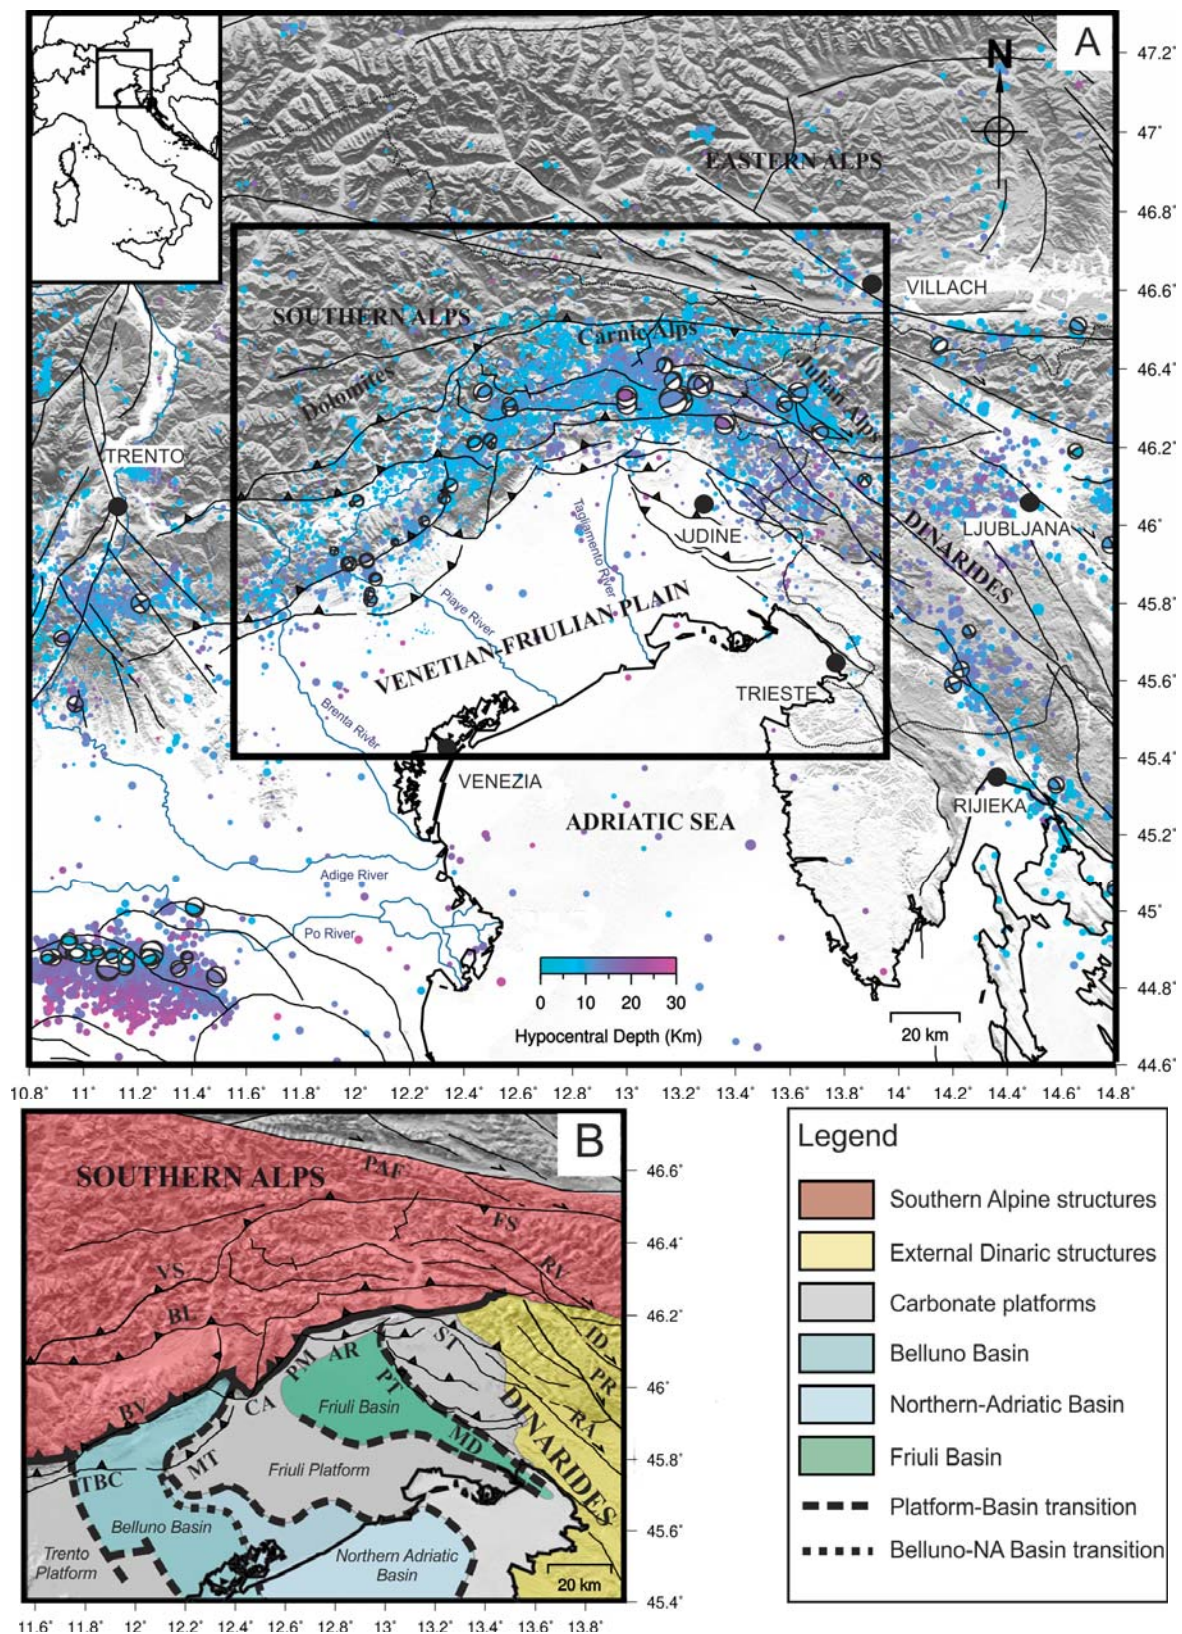 A
N
47.2°
47°
46.8°
46.6°
46.4°
46.2°
46°
45.8°
45.6°
45.4°
45.2°
45°
44.8°
44.6°
EASTERN ALPS
VILLACH
SOUTHERN ALPS
Carnic Alps
Dolomites
Julian Alps
TRENTO
Tagliamento River
UDINE
LJUBLJANA
DINARIDES
Piave River
VENETIAN-FRIULIAN PLAIN
TRIESTE
Brenta River
VENEZIA
RIJIEKA
ADRIATIC SEA
Adige River
Po River
0 10 20 30
Hypocentral Depth (Km)
20 km
10.8° 11° 11.2° 11.4° 11.6° 11.8° 12° 12.2° 12.4° 12.6° 12.8° 13° 13.2° 13.4° 13.6° 13.8° 14° 14.2° 14.4° 14.6° 14.8°
B
SOUTHERN ALPS
PAF
FS
VS
RV
BL
ID
ST
PM
AR
PR
PT
CA
BV
RA
Friuli Basin
MD
DINARIDES
MT
Friuli Platform
TBC
Belluno Basin
Trento
Platform
Northern Adriatic
Basin
20 km
46.6°
46.4°
46.2°
46°
45.8°
45.6°
45.4°
11.6° 11.8° 12° 12.2° 12.4° 12.6° 12.8° 13° 13.2° 13.4° 13.6° 13.8°
Legend
Southern Alpine structures
External Dinaric structures
Carbonate platforms
Belluno Basin
Northern-Adriatic Basin
Friuli Basin
Platform-Basin transition
Belluno-NA Basin transition